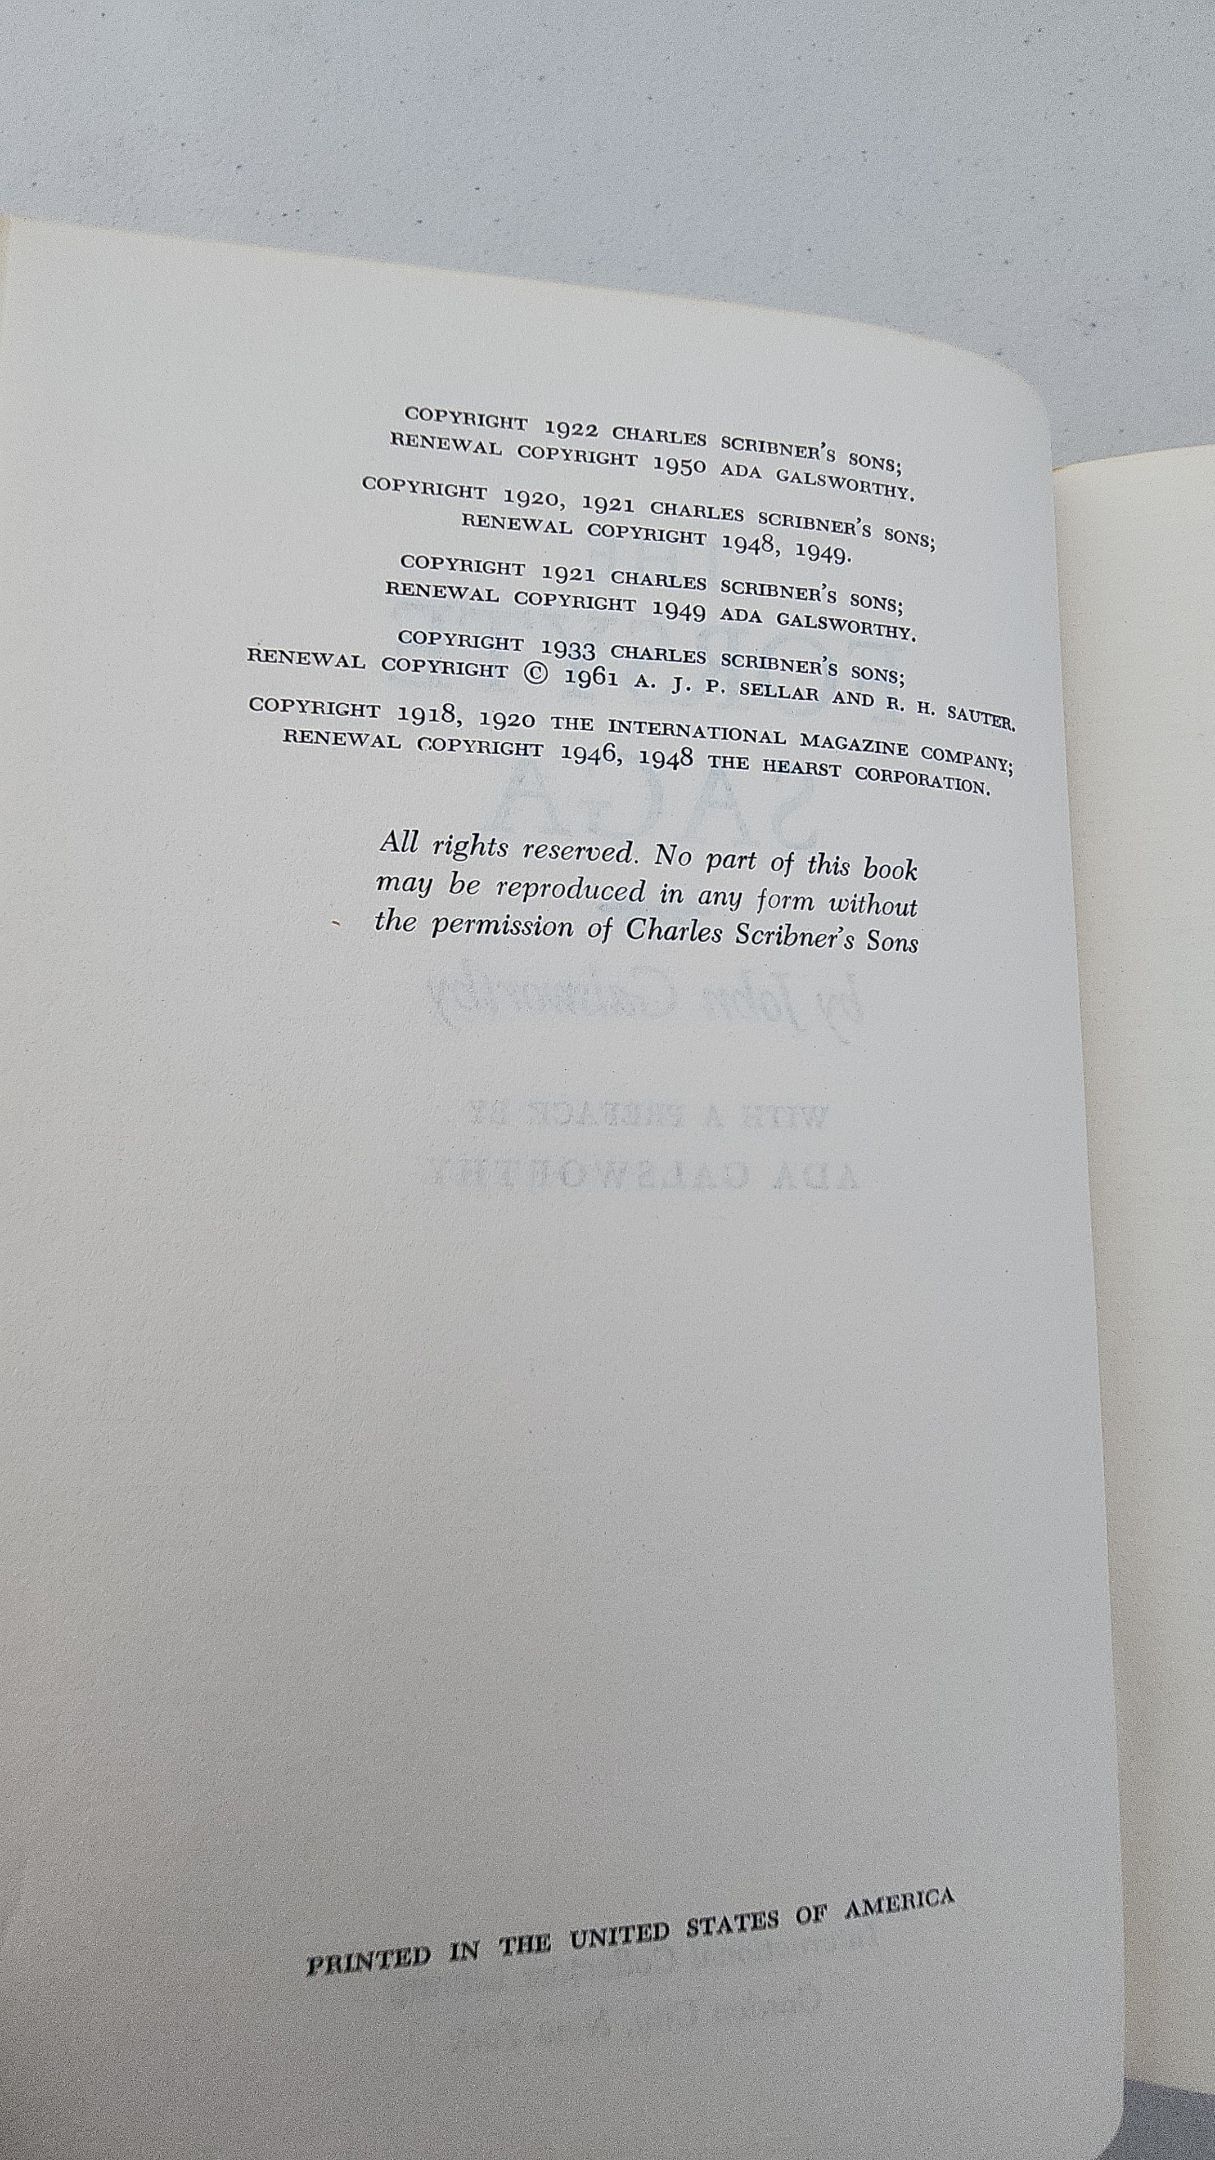 COPYRIGHT 1922 CHARLES SCRIBNER'S SONS;
RENEWAL COPYRIGHT 1950 ADA GALSWORTHY.
COPYRIGHT 1920, 1921 CHARLES SCRIBNER'S SONS;
RENEWAL COPYRIGHT 1948, 1949.
COPYRIGHT 1921 CHARLES SCRIBNER'S SONS;
RENEWAL COPYRIGHT 1949 ADA GALSWORTHY.
COPYRIGHT 1933 CHARLES SCRIBNER'S SONS;
RENEWAL COPYRIGHT © 1961 A. J. P. SELLAR AND R. H. SAUTER.
COPYRIGHT 1918, 1920 THE INTERNATIONAL MAGAZINE COMPANY;
RENEWAL COPYRIGHT 1946, 1948 THE HEARST CORPORATION.
All rights reserved. No part of this book
may be reproduced in any form without
the permission of Charles Scribner's Sons
PRINTED IN THE UNITED STATES OF AMERICA